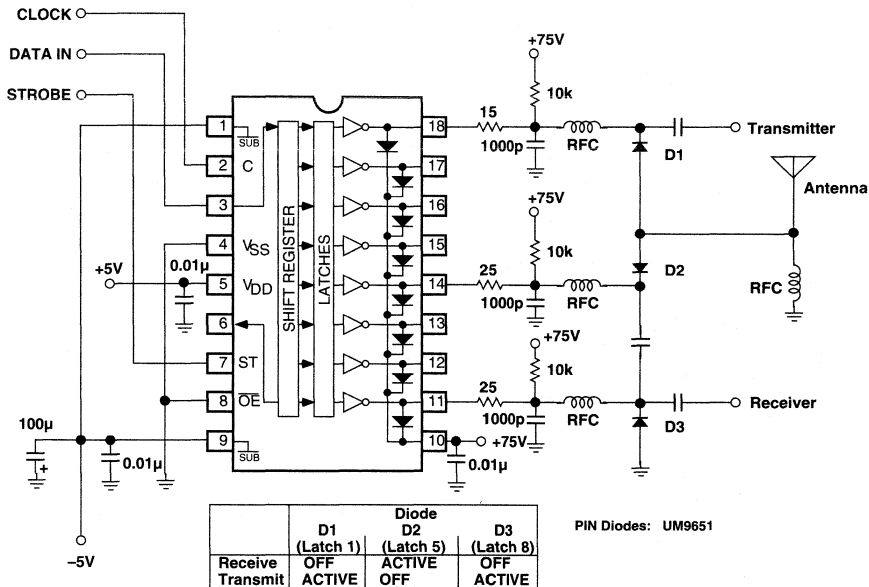 CLOCK
DATA IN
STROBE
+75V
10k
15
1000p
RFC
D1
Transmitter
Antenna
1
SUB
2
C
3
4
VSS
5
VDD
6
7
ST
8
OE
9
SUB
SHIFT REGISTER
LATCHES
18
17
16
15
14
13
12
11
10
+75V
10k
25
1000p
RFC
D2
RFC
+5V
0.01µ
+75V
10k
25
1000p
RFC
D3
Receiver
100µ
+
0.01µ
+75V
0.01µ
–5V
Diode
D1 D2 D3
(Latch 1) (Latch 5) (Latch 8)
Receive OFF ACTIVE OFF
Transmit ACTIVE OFF ACTIVE
PIN Diodes: UM9651